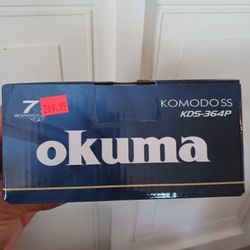 7
BEARINGS
269.99
KOMODO SS
KDS-364P
okuma